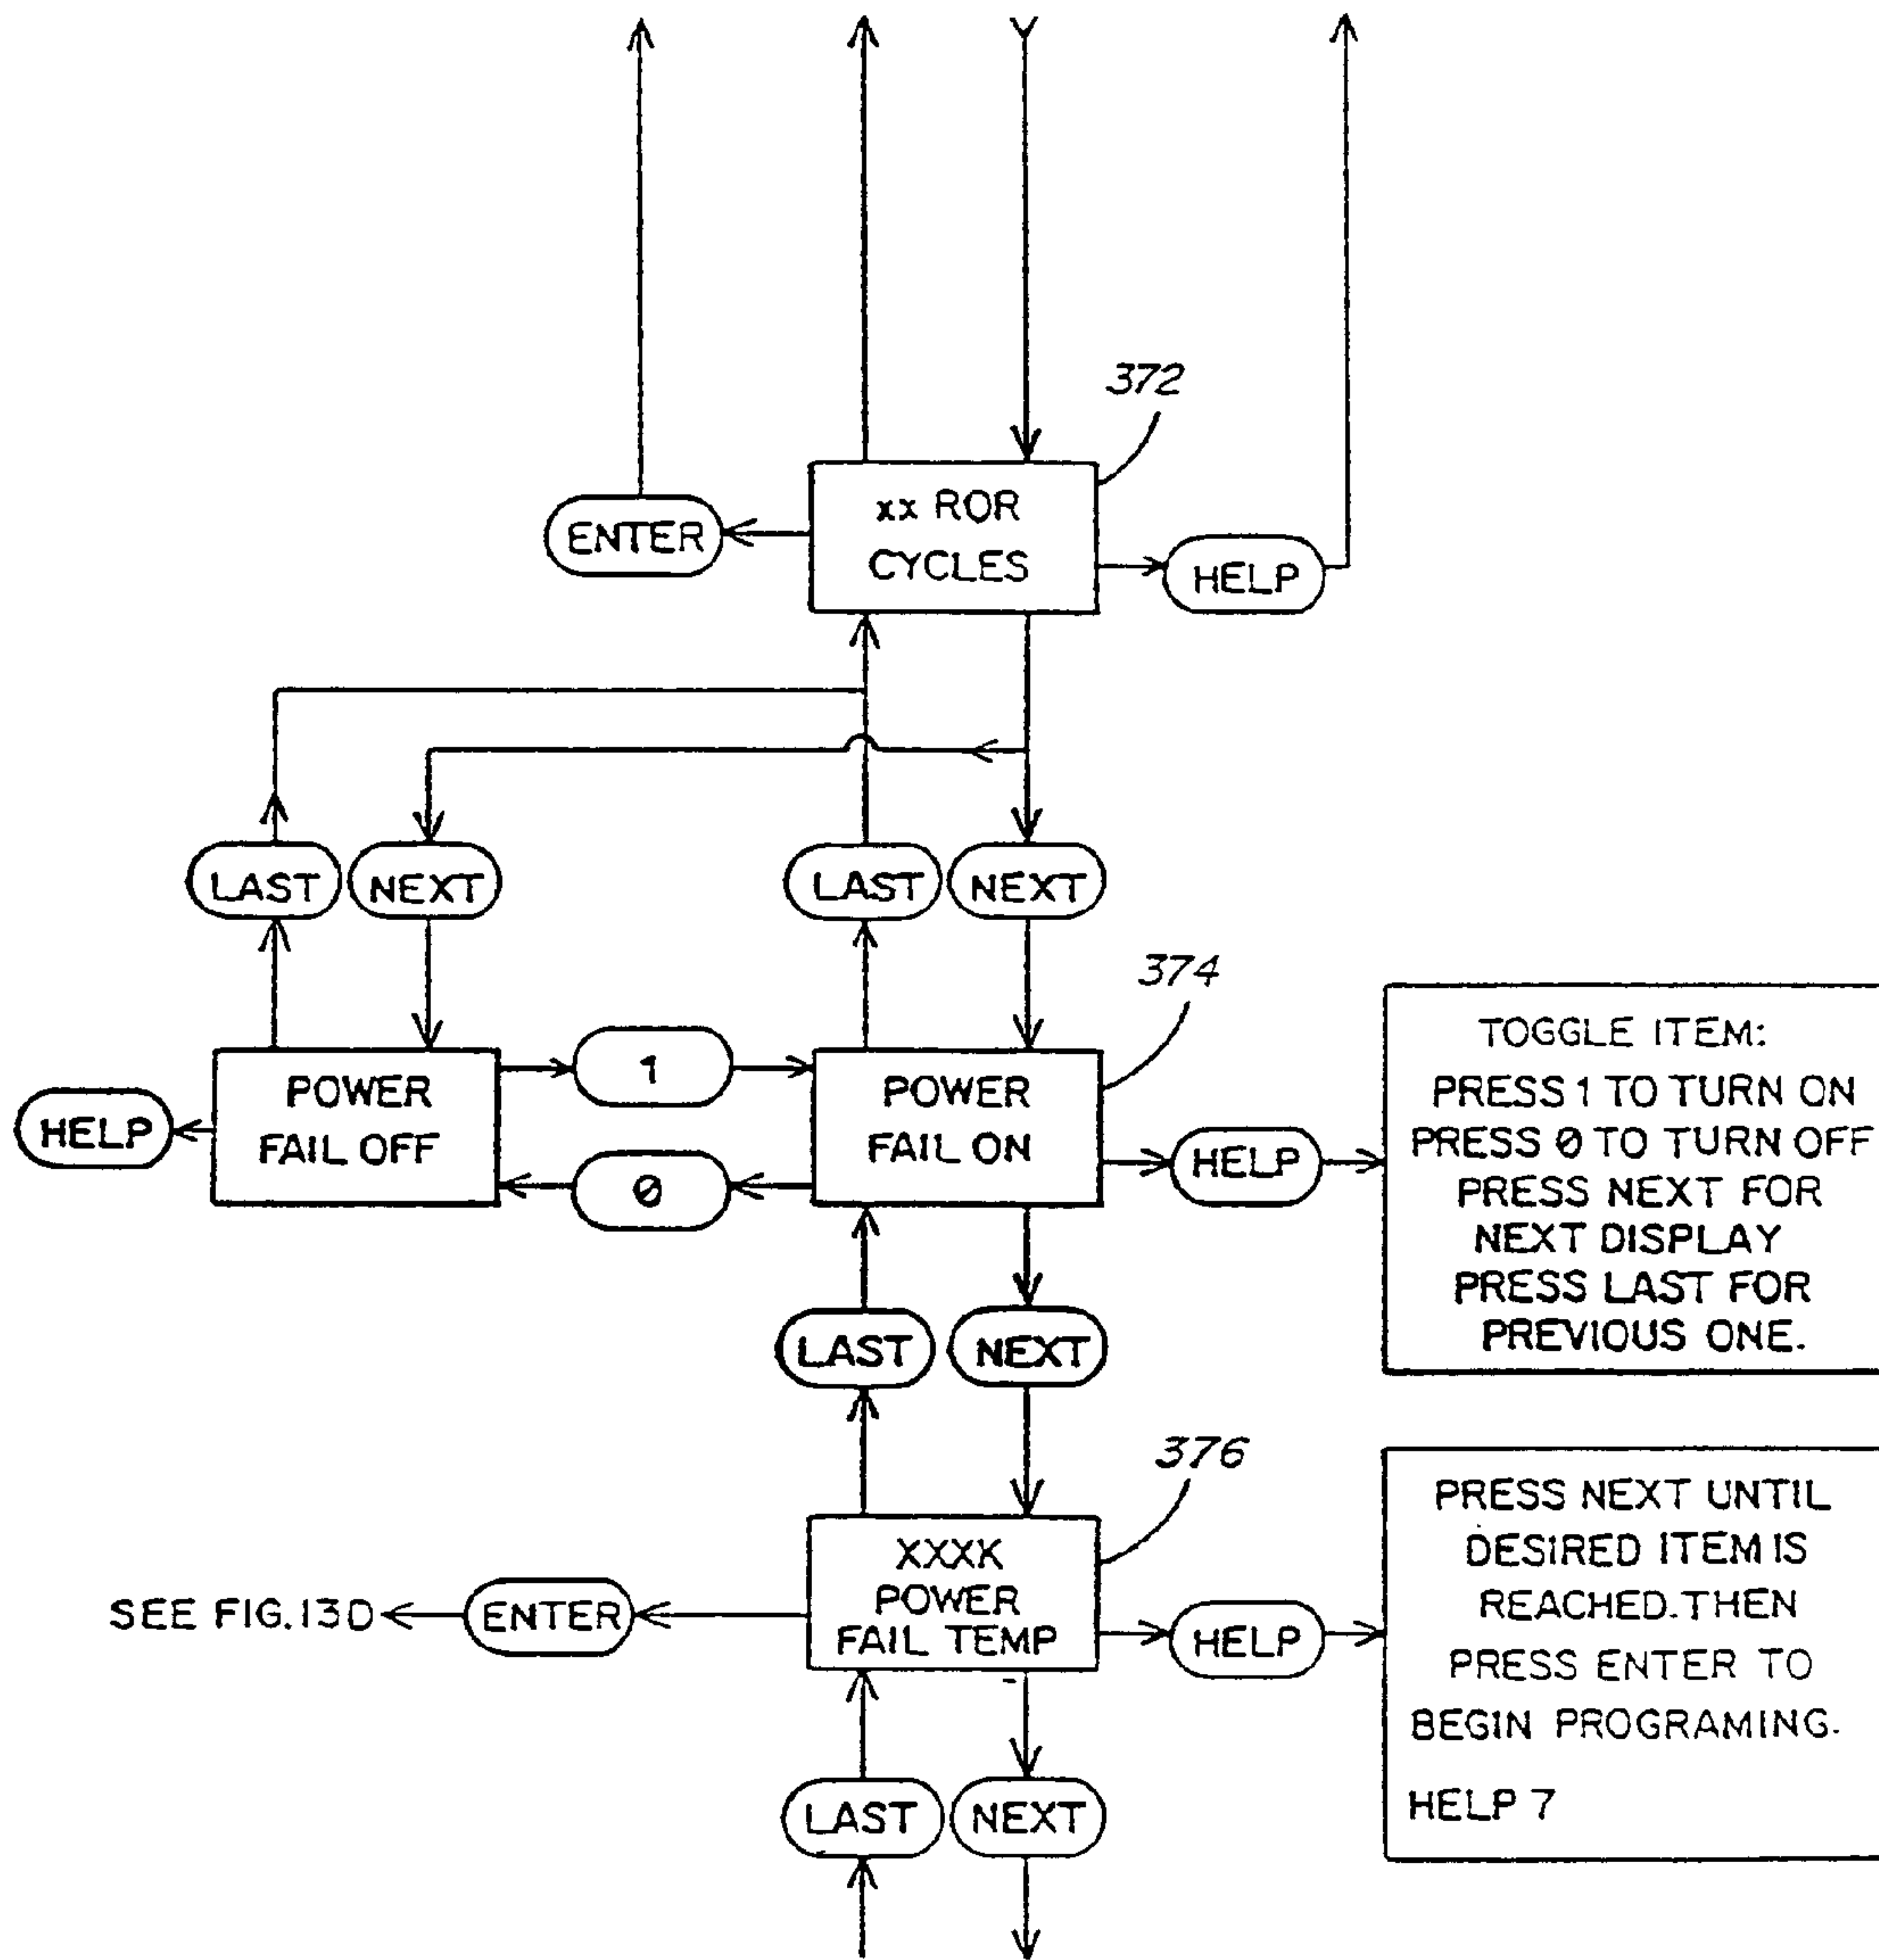 372
xx ROR
CYCLES
ENTER
HELP
LAST
NEXT
LAST
NEXT
374
POWER
FAIL OFF
1
0
POWER
FAIL ON
HELP
HELP
TOGGLE ITEM:
PRESS 1 TO TURN ON
PRESS 0 TO TURN OFF
PRESS NEXT FOR
NEXT DISPLAY
PRESS LAST FOR
PREVIOUS ONE.
LAST
NEXT
376
XXXK
POWER
FAIL TEMP
SEE FIG.13D
ENTER
HELP
PRESS NEXT UNTIL
DESIRED ITEM IS
REACHED.THEN
PRESS ENTER TO
BEGIN PROGRAMING.
HELP 7
LAST
NEXT